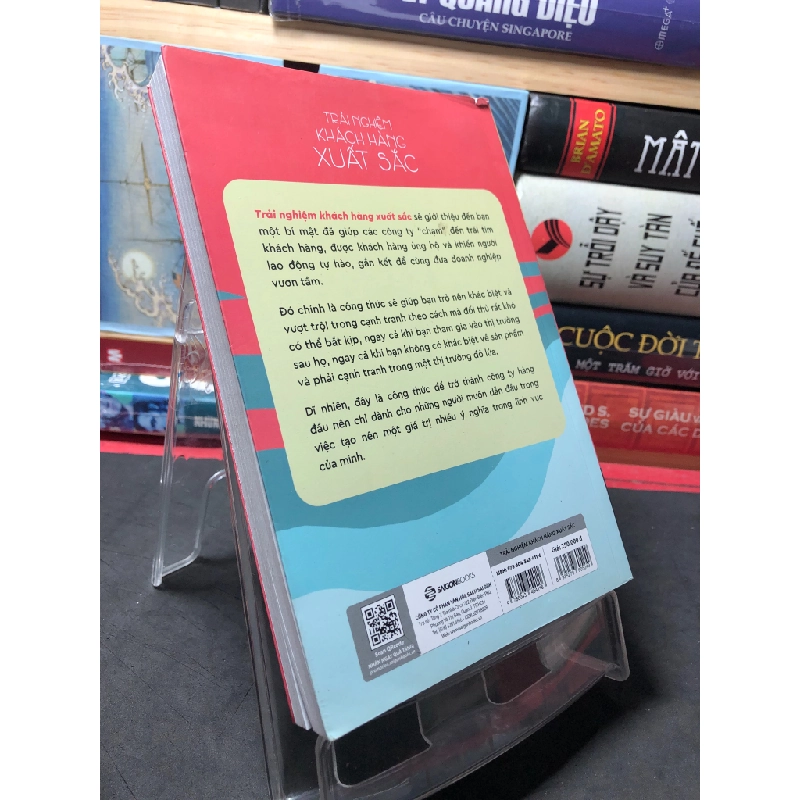 QUANG DIỆU
CÂU CHUYỆN SINGAPORE
BRIAN
D'AMATO
SỰ TRỖI DẬY
VÀ SUY TÀN
CUỘC ĐỜI
MỘT TRĂM GIỜ VỚI
SỰ GIÀU
CỦA CÁC
TRẢI NGHIỆM
KHÁCH HÀNG
XUẤT SẮC
Trải nghiệm khách hàng xuất sắc sẽ giới thiệu đến bạn
một bí mật đã giúp các công ty "chạm" đến trái tim
khách hàng, được khách hàng ủng hộ và khiến người
lao động tự hào, gắn kết để cùng đưa doanh nghiệp
vươn tầm.
Đó chính là công thức sẽ giúp bạn trở nên khác biệt và
vượt trội trong cạnh tranh theo cách mà đối thủ rất khó
có thể bắt kịp, ngay cả khi bạn tham gia vào thị trường
sau họ, ngay cả khi bạn không có khác biệt về sản phẩm
và phải cạnh tranh trong một thị trường đỏ lửa.
Dĩ nhiên, đây là công thức để trở thành công ty hàng
đầu nên chỉ dành cho những người muốn dẫn đầu trong
việc tạo nên một giá trị nhiều ý nghĩa trong lĩnh vực
của mình.
SAIGONBOOKS
TRẢI NGHIỆM KHÁCH HÀNG XUẤT SẮC